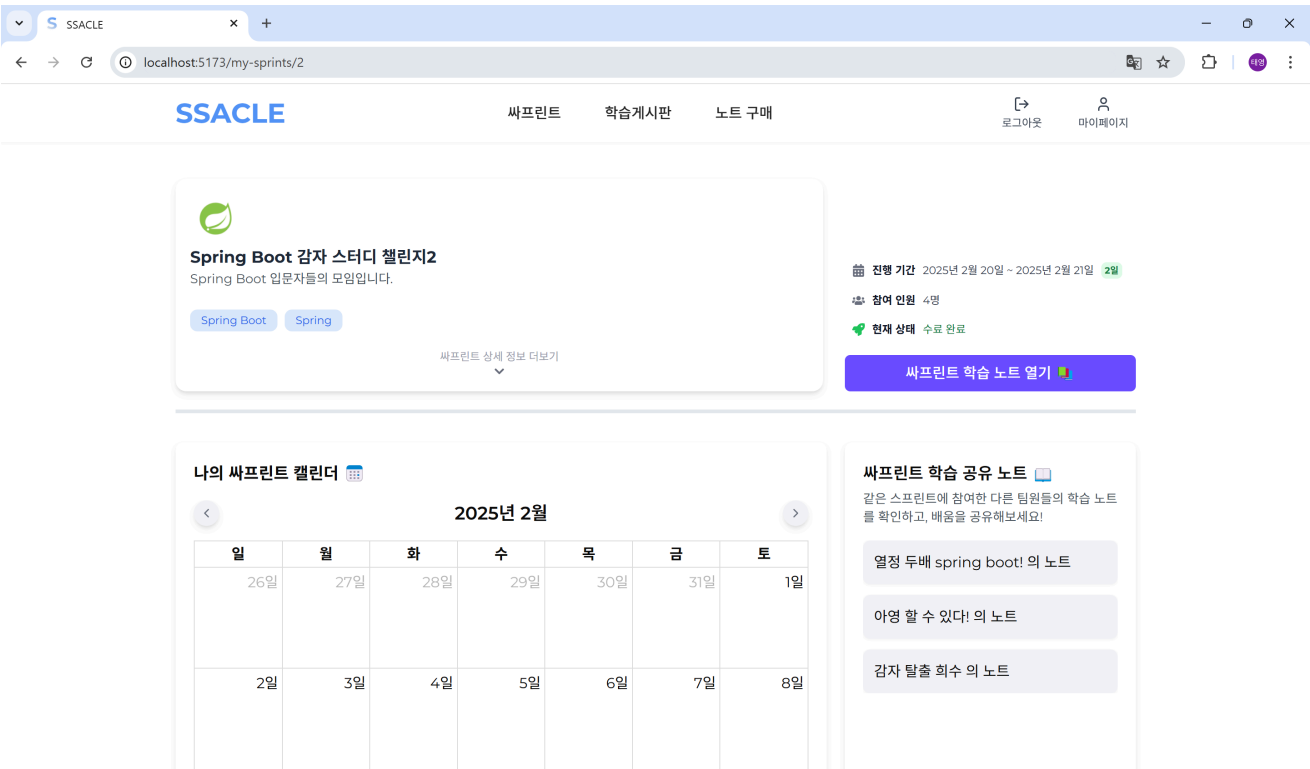 SSACLE
localhost:5173/my-sprints/2
태영
SSACLE
싸프린트 학습게시판 노트 구매
로그아웃 마이페이지
Spring Boot 감자 스터디 챌린지2
Spring Boot 입문자들의 모임입니다.
Spring Boot Spring
싸프린트 상세 정보 더보기
진행 기간 2025년 2월 20일 ~ 2025년 2월 21일 2일
참여 인원 4명
현재 상태 수료 완료
싸프린트 학습 노트 열기
나의 싸프린트 캘린더
2025년 2월
일 월 화 수 목 금 토
26일 27일 28일 29일 30일 31일 1일
2일 3일 4일 5일 6일 7일 8일
싸프린트 학습 공유 노트
같은 스프린트에 참여한 다른 팀원들의 학습 노트
를 확인하고, 배움을 공유해보세요!
열정 두배 spring boot! 의 노트
아영 할 수 있다! 의 노트
감자 탈출 희수 의 노트